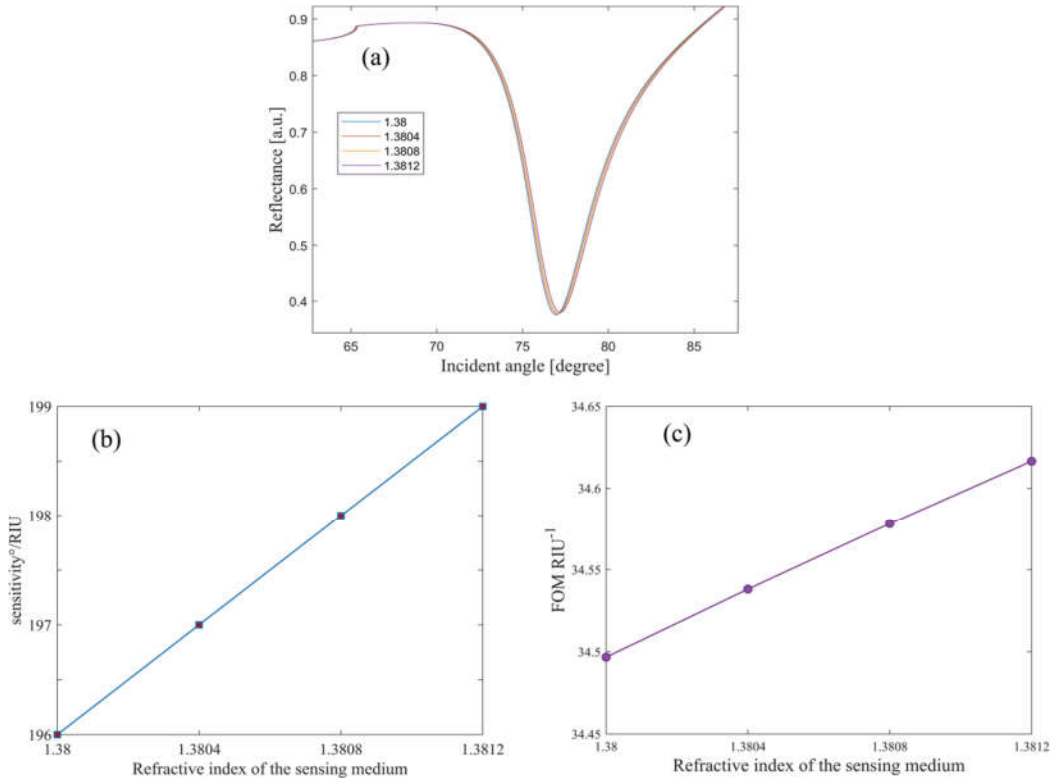 0.9
(a)
0.8
1.38
1.3804
1.3808
1.3812
0.7
Reflectance [a.u.]
0.6
0.5
0.4
65 70 75 80 85
Incident angle [degree]
199
(b)
198
sensitivity°/RIU
197
196
1.38 1.3804 1.3808 1.3812
Refractive index of the sensing medium
34.65
(c)
34.6
FOM RIU⁻¹
34.55
34.5
34.45
1.38 1.3804 1.3808 1.3812
Refractive index of the sensing medium